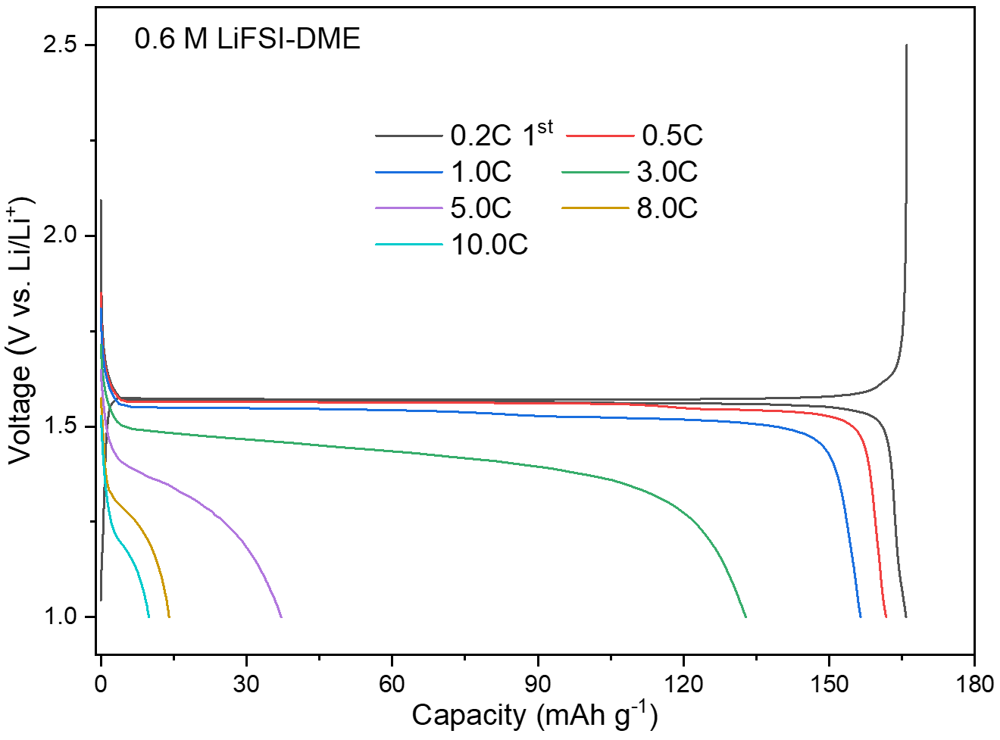 0.6 M LiFSI-DME
0.2C 1st 0.5C
1.0C 3.0C
5.0C 8.0C
10.0C
Voltage (V vs. Li/Li+)
2.5
2.0
1.5
1.0
0 30 60 90 120 150 180
Capacity (mAh g-1)